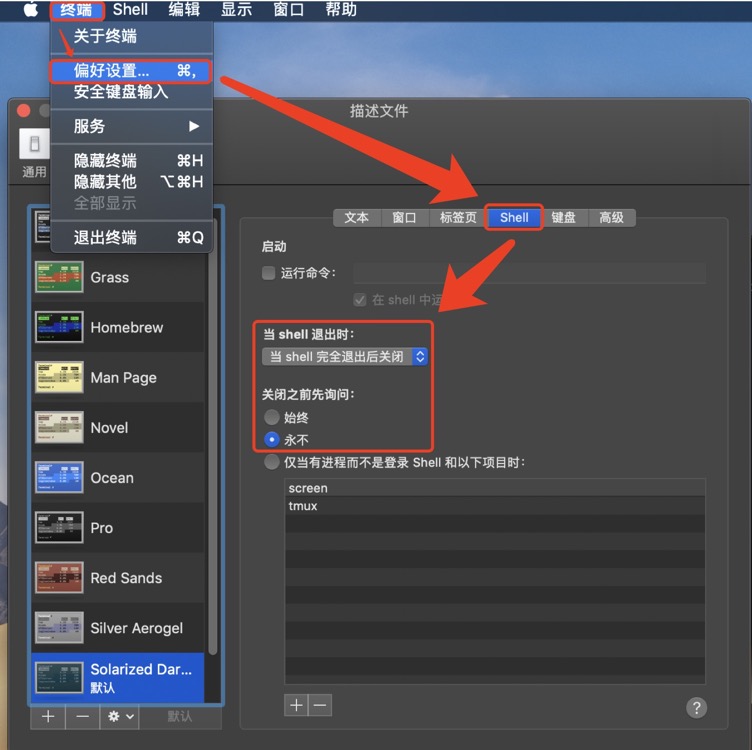 终端 Shell 编辑 显示 窗口 帮助
关于终端
偏好设置... ⌘,
安全键盘输入
服务 ▶
隐藏终端 ⌘H
隐藏其他 ⌥⌘H
全部显示
退出终端 ⌘Q
描述文件
通用
文本 窗口 标签页 Shell 键盘 高级
Grass
Homebrew
Man Page
Novel
Ocean
Pro
Red Sands
Silver Aerogel
Solarized Dar...
默认
默认
启动
运行命令:
在 shell 中运
当 shell 退出时:
当 shell 完全退出后关闭
关闭之前先询问:
始终
永不
仅当有进程而不是登录 Shell 和以下项目时:
screen
tmux
?